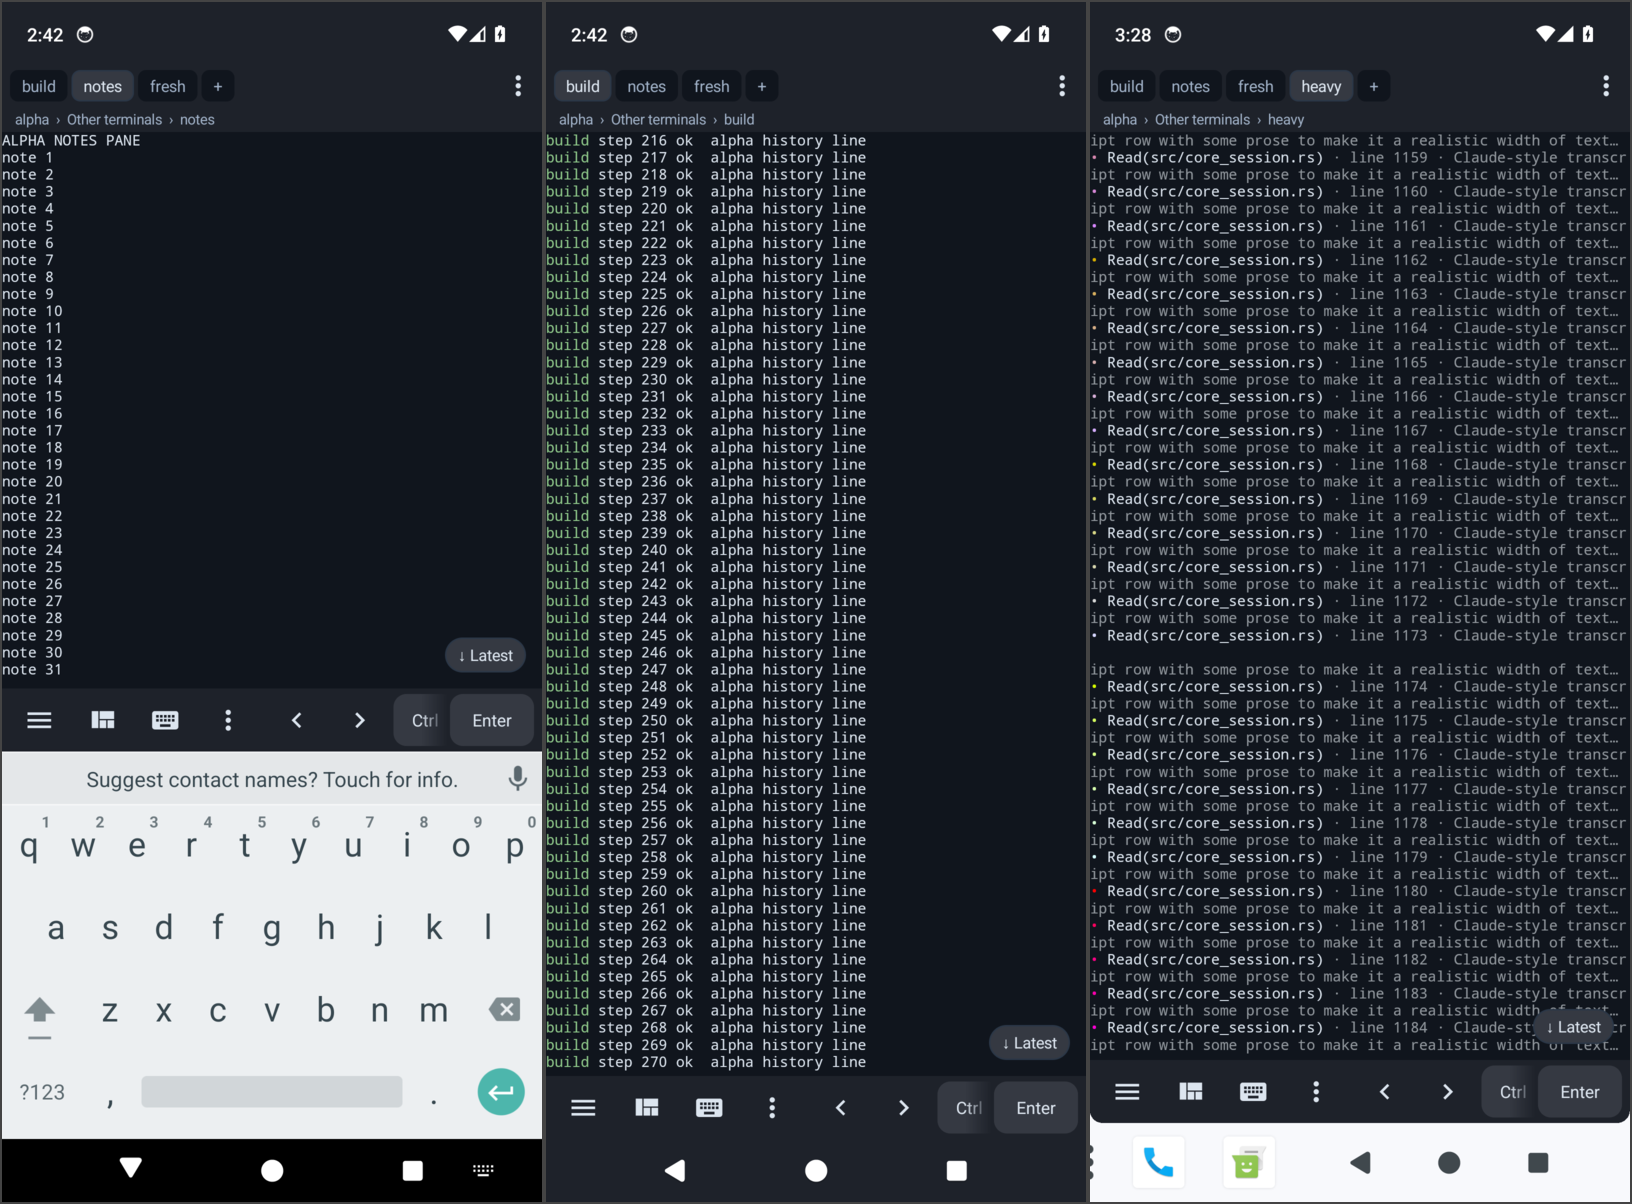 2:42
build notes fresh +
alpha › Other terminals › notes
ALPHA NOTES PANE
note 1
note 2
note 3
note 4
note 5
note 6
note 7
note 8
note 9
note 10
note 11
note 12
note 13
note 14
note 15
note 16
note 17
note 18
note 19
note 20
note 21
note 22
note 23
note 24
note 25
note 26
note 27
note 28
note 29
note 30
note 31
↓ Latest
Ctrl Enter
Suggest contact names? Touch for info.
1 2 3 4 5 6 7 8 9 0
q w e r t y u i o p
a s d f g h j k l
z x c v b n m
?123 , .
2:42
build notes fresh +
alpha › Other terminals › build
build step 216 ok alpha history line
build step 217 ok alpha history line
build step 218 ok alpha history line
build step 219 ok alpha history line
build step 220 ok alpha history line
build step 221 ok alpha history line
build step 222 ok alpha history line
build step 223 ok alpha history line
build step 224 ok alpha history line
build step 225 ok alpha history line
build step 226 ok alpha history line
build step 227 ok alpha history line
build step 228 ok alpha history line
build step 229 ok alpha history line
build step 230 ok alpha history line
build step 231 ok alpha history line
build step 232 ok alpha history line
build step 233 ok alpha history line
build step 234 ok alpha history line
build step 235 ok alpha history line
build step 236 ok alpha history line
build step 237 ok alpha history line
build step 238 ok alpha history line
build step 239 ok alpha history line
build step 240 ok alpha history line
build step 241 ok alpha history line
build step 242 ok alpha history line
build step 243 ok alpha history line
build step 244 ok alpha history line
build step 245 ok alpha history line
build step 246 ok alpha history line
build step 247 ok alpha history line
build step 248 ok alpha history line
build step 249 ok alpha history line
build step 250 ok alpha history line
build step 251 ok alpha history line
build step 252 ok alpha history line
build step 253 ok alpha history line
build step 254 ok alpha history line
build step 255 ok alpha history line
build step 256 ok alpha history line
build step 257 ok alpha history line
build step 258 ok alpha history line
build step 259 ok alpha history line
build step 260 ok alpha history line
build step 261 ok alpha history line
build step 262 ok alpha history line
build step 263 ok alpha history line
build step 264 ok alpha history line
build step 265 ok alpha history line
build step 266 ok alpha history line
build step 267 ok alpha history line
build step 268 ok alpha history line
build step 269 ok alpha history line
build step 270 ok alpha history line
↓ Latest
Ctrl Enter
3:28
build notes fresh heavy +
alpha › Other terminals › heavy
ipt row with some prose to make it a realistic width of text…
• Read(src/core_session.rs) · line 1159 · Claude-style transcr
ipt row with some prose to make it a realistic width of text…
• Read(src/core_session.rs) · line 1160 · Claude-style transcr
ipt row with some prose to make it a realistic width of text…
• Read(src/core_session.rs) · line 1161 · Claude-style transcr
ipt row with some prose to make it a realistic width of text…
• Read(src/core_session.rs) · line 1162 · Claude-style transcr
ipt row with some prose to make it a realistic width of text…
• Read(src/core_session.rs) · line 1163 · Claude-style transcr
ipt row with some prose to make it a realistic width of text…
• Read(src/core_session.rs) · line 1164 · Claude-style transcr
ipt row with some prose to make it a realistic width of text…
• Read(src/core_session.rs) · line 1165 · Claude-style transcr
ipt row with some prose to make it a realistic width of text…
• Read(src/core_session.rs) · line 1166 · Claude-style transcr
ipt row with some prose to make it a realistic width of text…
• Read(src/core_session.rs) · line 1167 · Claude-style transcr
ipt row with some prose to make it a realistic width of text…
• Read(src/core_session.rs) · line 1168 · Claude-style transcr
ipt row with some prose to make it a realistic width of text…
• Read(src/core_session.rs) · line 1169 · Claude-style transcr
ipt row with some prose to make it a realistic width of text…
• Read(src/core_session.rs) · line 1170 · Claude-style transcr
ipt row with some prose to make it a realistic width of text…
• Read(src/core_session.rs) · line 1171 · Claude-style transcr
ipt row with some prose to make it a realistic width of text…
• Read(src/core_session.rs) · line 1172 · Claude-style transcr
ipt row with some prose to make it a realistic width of text…
• Read(src/core_session.rs) · line 1173 · Claude-style transcr
ipt row with some prose to make it a realistic width of text…
• Read(src/core_session.rs) · line 1174 · Claude-style transcr
ipt row with some prose to make it a realistic width of text…
• Read(src/core_session.rs) · line 1175 · Claude-style transcr
ipt row with some prose to make it a realistic width of text…
• Read(src/core_session.rs) · line 1176 · Claude-style transcr
ipt row with some prose to make it a realistic width of text…
• Read(src/core_session.rs) · line 1177 · Claude-style transcr
ipt row with some prose to make it a realistic width of text…
• Read(src/core_session.rs) · line 1178 · Claude-style transcr
ipt row with some prose to make it a realistic width of text…
• Read(src/core_session.rs) · line 1179 · Claude-style transcr
ipt row with some prose to make it a realistic width of text…
• Read(src/core_session.rs) · line 1180 · Claude-style transcr
ipt row with some prose to make it a realistic width of text…
• Read(src/core_session.rs) · line 1181 · Claude-style transcr
ipt row with some prose to make it a realistic width of text…
• Read(src/core_session.rs) · line 1182 · Claude-style transcr
ipt row with some prose to make it a realistic width of text…
• Read(src/core_session.rs) · line 1183 · Claude-style transcr
ipt row with some prose to make it a realistic width of text…
• Read(src/core_session.rs) · line 1184 · Claude-st
↓ Latest
ipt row with some prose to make it a realistic width of text…
Ctrl Enter